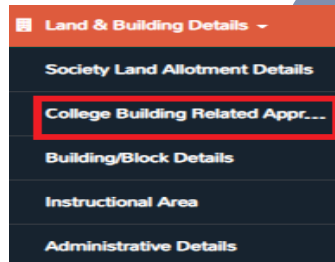 Land & Building Details
Society Land Allotment Details
College Building Related Appr...
Building/Block Details
Instructional Area
Administrative Details